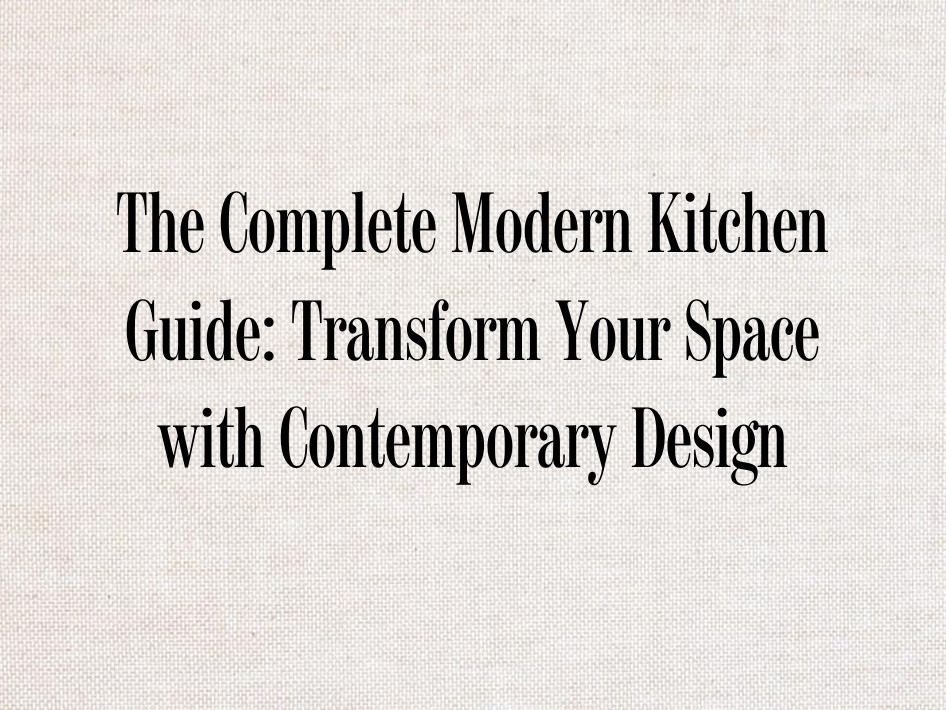 The Complete Modern Kitchen
Guide: Transform Your Space
with Contemporary Design